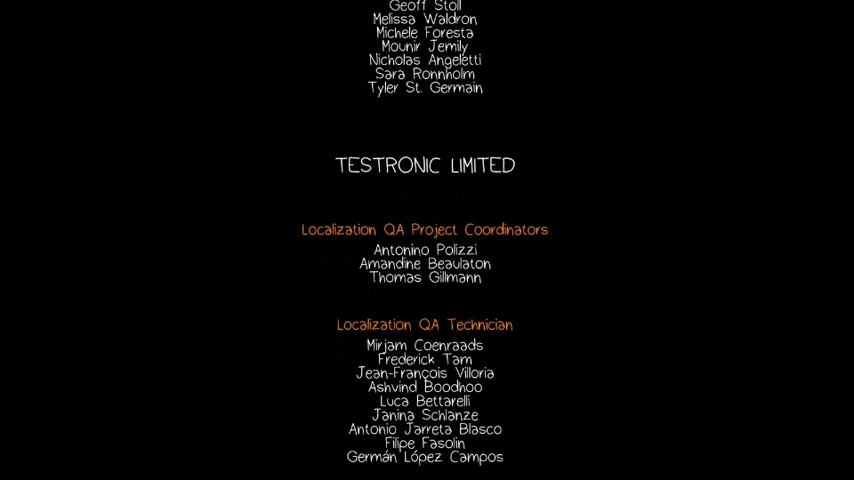 Geoff Stoll
Melissa Waldron
Michele Foresta
Mounir Jemily
Nicholas Angeletti
Sara Ronnholm
Tyler St. Germain
TESTRONIC LIMITED
Localization QA Project Coordinators
Antonino Polizzi
Amandine Beaulaton
Thomas Gillmann
Localization QA Technician
Mirjam Coenraads
Frederick Tam
Jean-François Villoria
Ashvind Boodhoo
Luca Bettarelli
Janina Schlanze
Antonio Jarreta Blasco
Filipe Fasolin
Germán López Campos